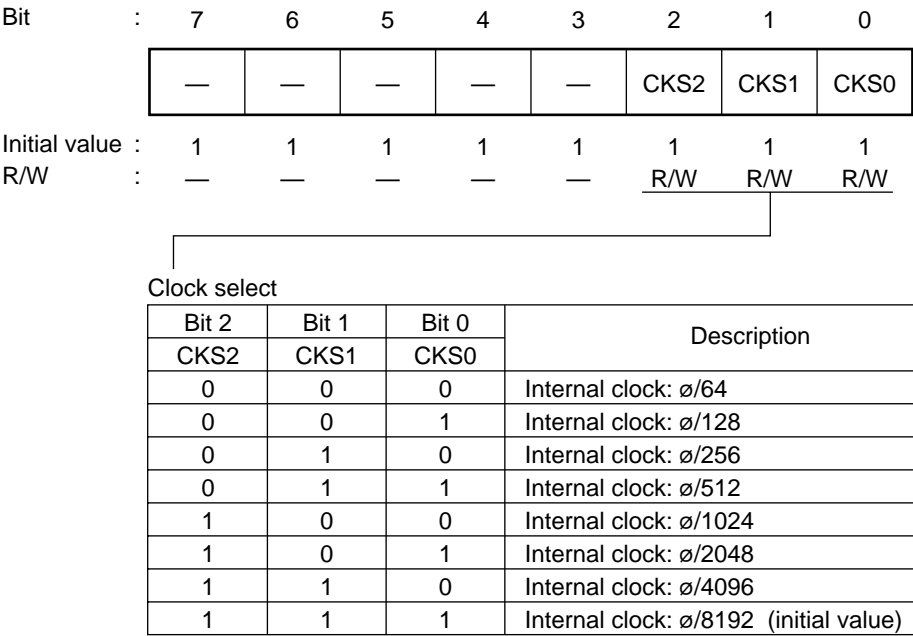 Bit : 7 6 5 4 3 2 1 0
— — — — — CKS2 CKS1 CKS0
Initial value : 1 1 1 1 1 1 1 1
R/W : — — — — — R/W R/W R/W
Clock select
Bit 2 Bit 1 Bit 0 Description
CKS2 CKS1 CKS0
0 0 0 Internal clock: ø/64
0 0 1 Internal clock: ø/128
0 1 0 Internal clock: ø/256
0 1 1 Internal clock: ø/512
1 0 0 Internal clock: ø/1024
1 0 1 Internal clock: ø/2048
1 1 0 Internal clock: ø/4096
1 1 1 Internal clock: ø/8192 (initial value)